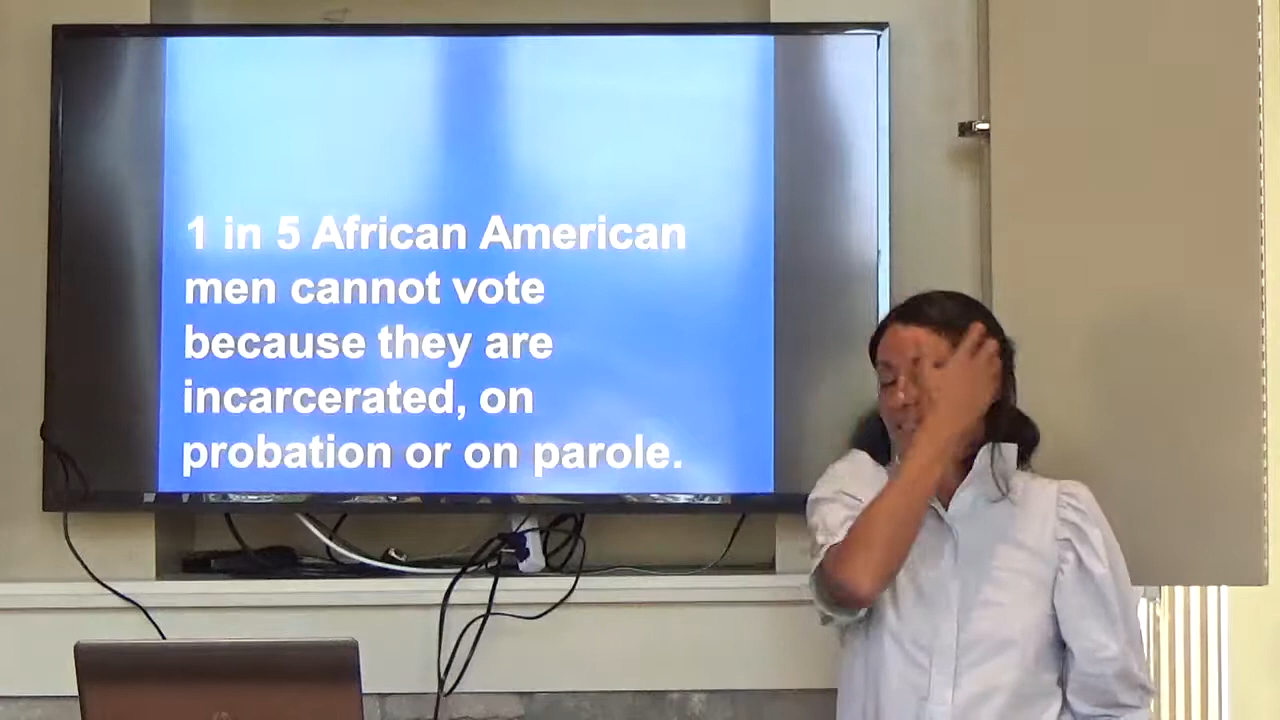 1 in 5 African American
men cannot vote
because they are
incarcerated, on
probation or on parole.